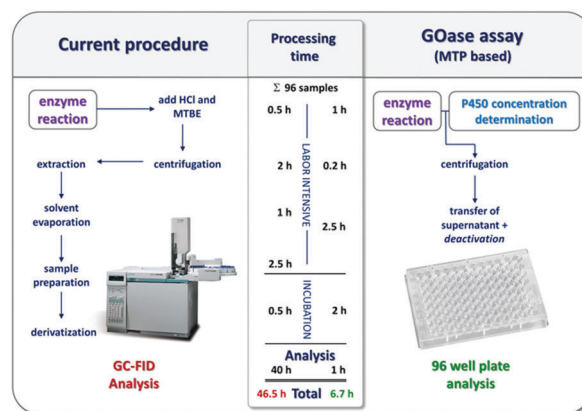 Current procedure
enzyme
reaction
add HCl and
MTBE
extraction
centrifugation
solvent
evaporation
sample
preparation
derivatization
GC-FID
Analysis
Processing
time
Σ 96 samples
0.5 h 1 h
2 h 0.2 h
1 h
2.5 h
2.5 h
LABOR INTENSIVE
0.5 h 2 h
INCUBATION
Analysis
40 h 1 h
46.5 h Total 6.7 h
GOase assay
(MTP based)
enzyme
reaction
P450 concentration
determination
centrifugation
transfer of
supernatant +
deactivation
96 well plate
analysis